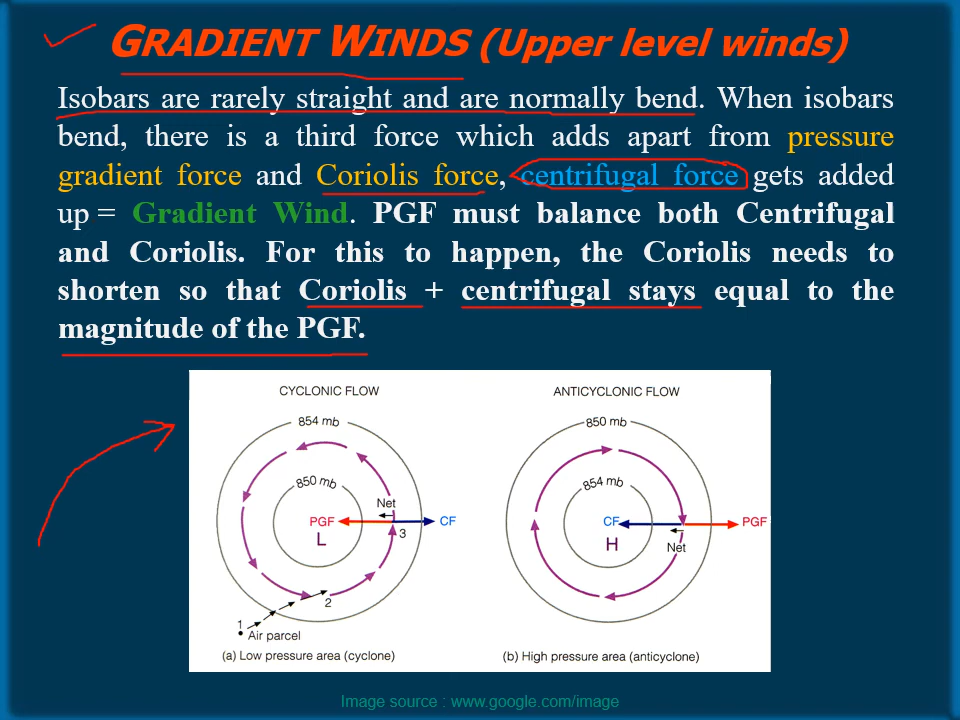 GRADIENT WINDS (Upper level winds)
Isobars are rarely straight and are normally bend. When isobars
bend, there is a third force which adds apart from pressure
gradient force and Coriolis force, centrifugal force gets added
up = Gradient Wind. PGF must balance both Centrifugal
and Coriolis. For this to happen, the Coriolis needs to
shorten so that Coriolis + centrifugal stays equal to the
magnitude of the PGF.
CYCLONIC FLOW
854 mb
850 mb
Net
PGF
CF
L
3
2
1
Air parcel
(a) Low pressure area (cyclone)
ANTICYCLONIC FLOW
850 mb
854 mb
CF
PGF
H
Net
(b) High pressure area (anticyclone)
Image source : www.google.com/image